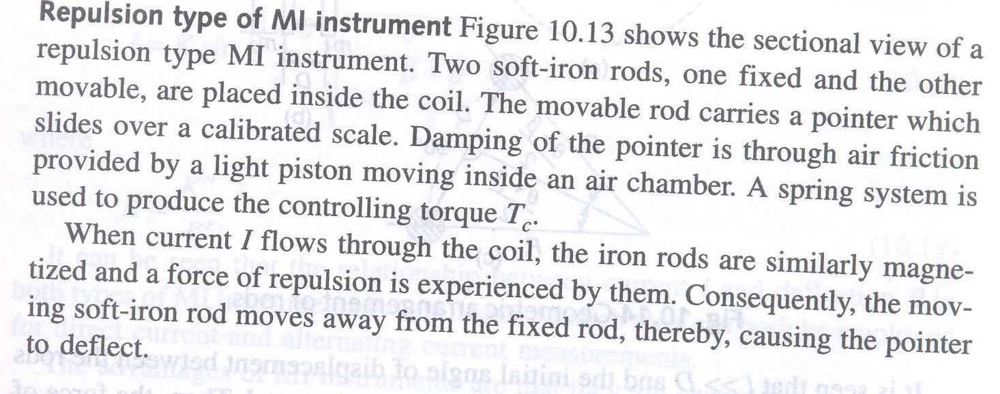 Repulsion type of MI instrument Figure 10.13 shows the sectional view of a
repulsion type MI instrument. Two soft-iron rods, one fixed and the other
movable, are placed inside the coil. The movable rod carries a pointer which
slides over a calibrated scale. Damping of the pointer is through air friction
provided by a light piston moving inside an air chamber. A spring system is
used to produce the controlling torque Tc.
When current I flows through the coil, the iron rods are similarly magne-
tized and a force of repulsion is experienced by them. Consequently, the mov-
ing soft-iron rod moves away from the fixed rod, thereby, causing the pointer
to deflect.